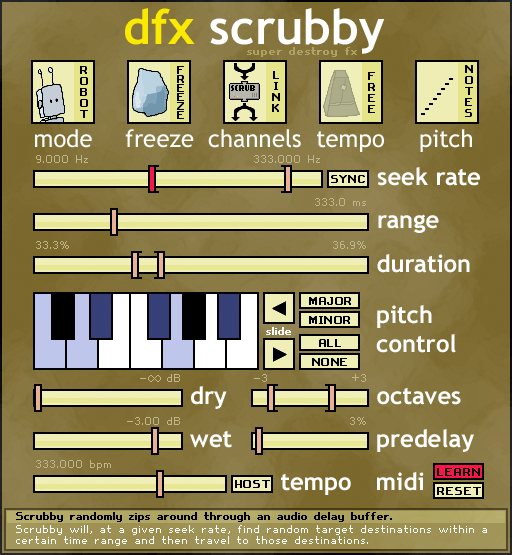 dfx scrubby
super destroy fx
ROBOT FREEZE SCRUB LINK FREE NOTES
mode freeze channels tempo pitch
9.000 Hz 333.000 Hz
SYNC seek rate
333.0 ms
range
33.3% 36.9%
duration
MAJOR
MINOR
pitch
slide
control
ALL
NONE
-∞ dB -3 +3
dry octaves
-3.00 dB 3%
wet predelay
333.000 bpm
HOST tempo midi LEARN
RESET
Scrubby randomly zips around through an audio delay buffer.
Scrubby will, at a given seek rate, find random target destinations within a
certain time range and then travel to those destinations.